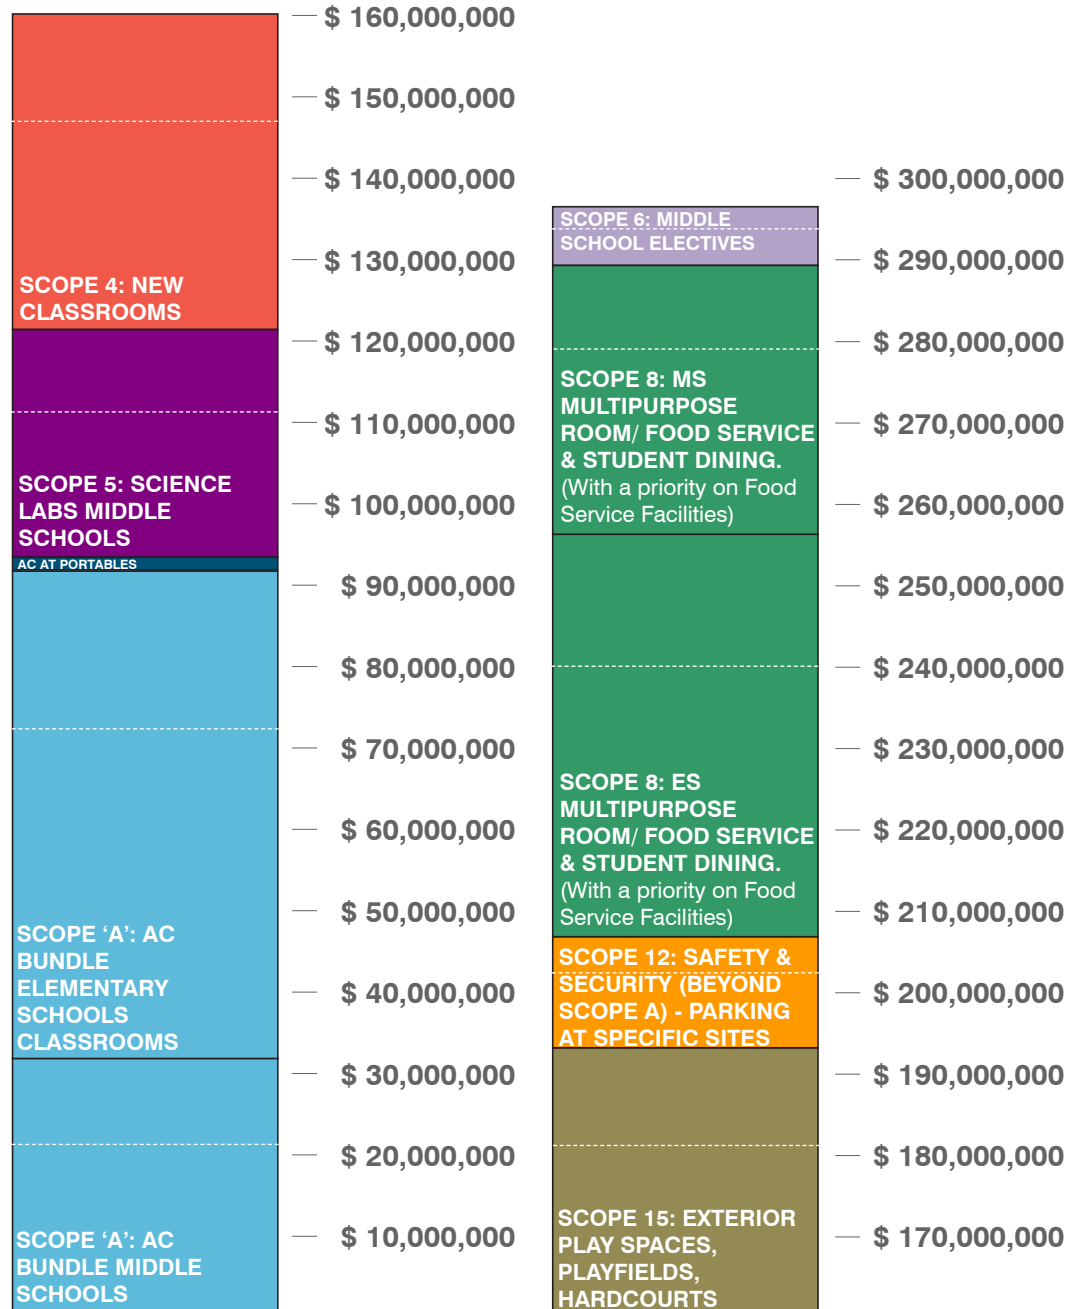 $ 160,000,000
$ 150,000,000
$ 140,000,000
$ 130,000,000
$ 120,000,000
$ 110,000,000
$ 100,000,000
$ 90,000,000
$ 80,000,000
$ 70,000,000
$ 60,000,000
$ 50,000,000
$ 40,000,000
$ 30,000,000
$ 20,000,000
$ 10,000,000
SCOPE 4: NEW
CLASSROOMS
SCOPE 5: SCIENCE
LABS MIDDLE
SCHOOLS
AC AT PORTABLES
SCOPE ‘A’: AC
BUNDLE
ELEMENTARY
SCHOOLS
CLASSROOMS
SCOPE ‘A’: AC
BUNDLE MIDDLE
SCHOOLS
SCOPE 6: MIDDLE
SCHOOL ELECTIVES
SCOPE 8: MS
MULTIPURPOSE
ROOM/ FOOD SERVICE
& STUDENT DINING.
(With a priority on Food
Service Facilities)
SCOPE 8: ES
MULTIPURPOSE
ROOM/ FOOD SERVICE
& STUDENT DINING.
(With a priority on Food
Service Facilities)
SCOPE 12: SAFETY &
SECURITY (BEYOND
SCOPE A) - PARKING
AT SPECIFIC SITES
SCOPE 15: EXTERIOR
PLAY SPACES,
PLAYFIELDS,
HARDCOURTS
$ 300,000,000
$ 290,000,000
$ 280,000,000
$ 270,000,000
$ 260,000,000
$ 250,000,000
$ 240,000,000
$ 230,000,000
$ 220,000,000
$ 210,000,000
$ 200,000,000
$ 190,000,000
$ 180,000,000
$ 170,000,000